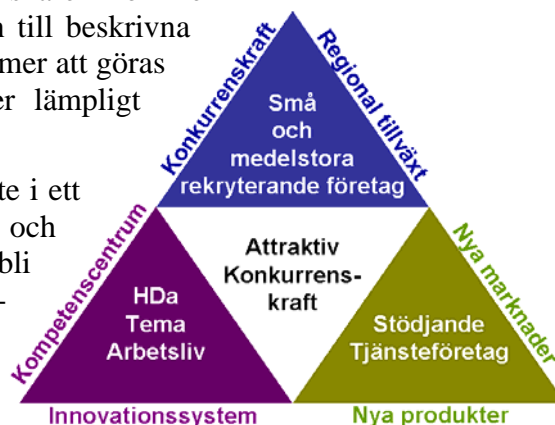 till beskrivna
mer att göras
lämpligt
te i ett
och
bli
Konkurrenskraft
Regional tillväxt
Små
och
medelstora
rekryterande företag
Kompetenscentrum
Nya marknader
Attraktiv
Konkurrens-
kraft
HDa
Tema
Arbetsliv
Stödjande
Tjänsteföretag
Innovationssystem
Nya produkter